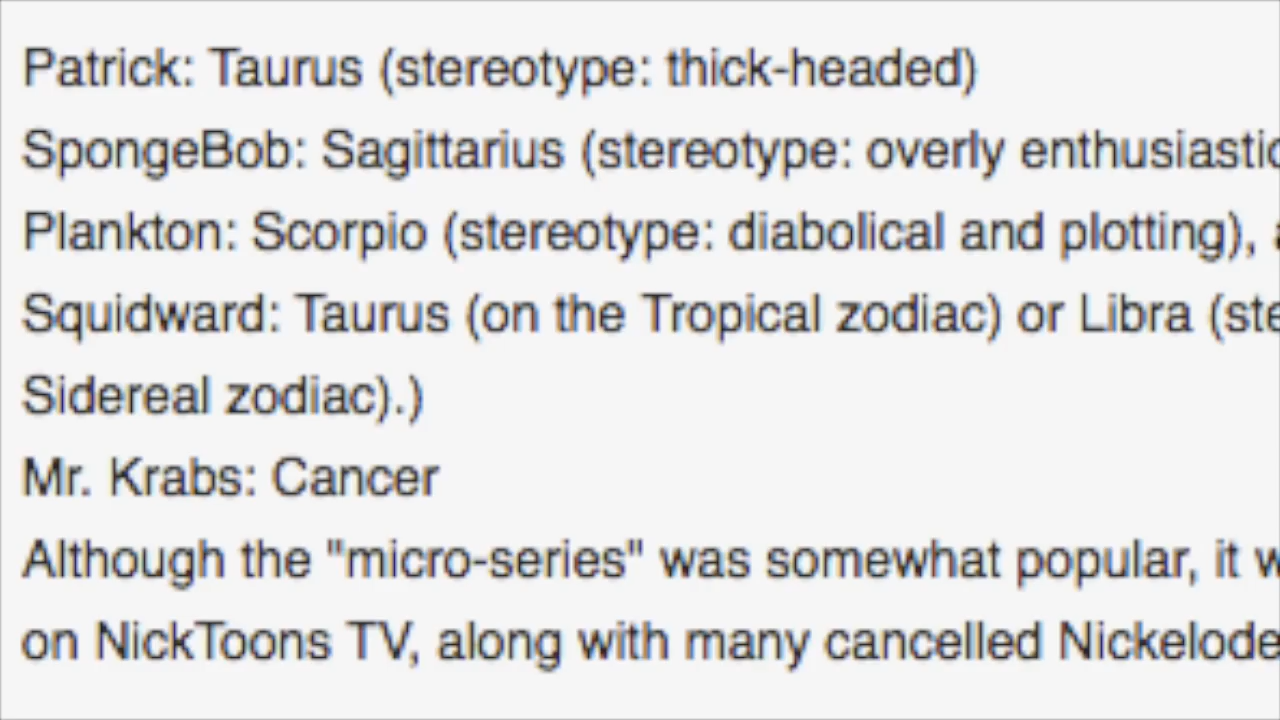 Patrick: Taurus (stereotype: thick-headed)
SpongeBob: Sagittarius (stereotype: overly enthusiastic
Plankton: Scorpio (stereotype: diabolical and plotting),
Squidward: Taurus (on the Tropical zodiac) or Libra (ste
Sidereal zodiac).)
Mr. Krabs: Cancer
Although the "micro-series" was somewhat popular, it w
on NickToons TV, along with many cancelled Nickelode